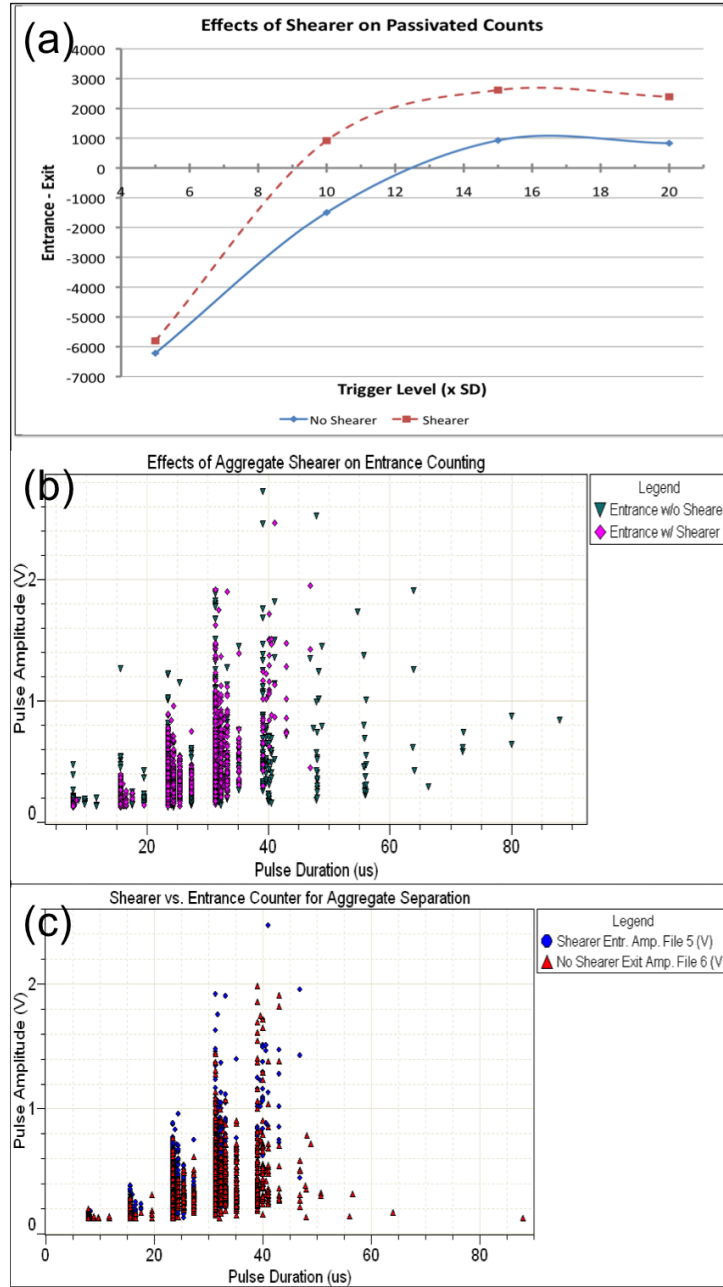 (a)
Effects of Shearer on Passivated Counts
4000
3000
2000
1000
0
-1000
-2000
-3000
-4000
-5000
-6000
-7000
4 6 8 10 12 14 16 18 20
Entrance - Exit
Trigger Level (x SD)
No Shearer Shearer
(b)
Effects of Aggregate Shearer on Entrance Counting
Legend
Entrance w/o Sheare
Entrance w/ Shearer
Pulse Amplitude (V)
2
1
0
20 40 60 80
Pulse Duration (us)
(c)
Shearer vs. Entrance Counter for Aggregate Separation
Legend
Shearer Entr. Amp. File 5 (V)
No Shearer Exit Amp. File 6 (V
Pulse Amplitude (V)
2
1
0
0 20 40 60 80
Pulse Duration (us)